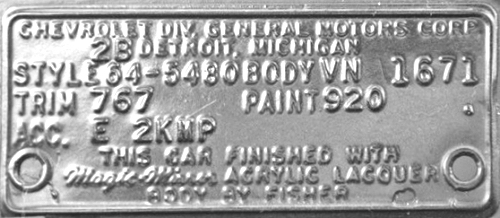 CHEVROLET DIV. GENERAL MOTORS CORP.
2B DETROIT, MICHIGAN
STYLE 64-5480 BODY VN 1671
TRIM 767 PAINT 920
ACC. E 2KMP
THIS CAR FINISHED WITH
Magic-Mirror ACRYLIC LACQUER
BODY BY FISHER